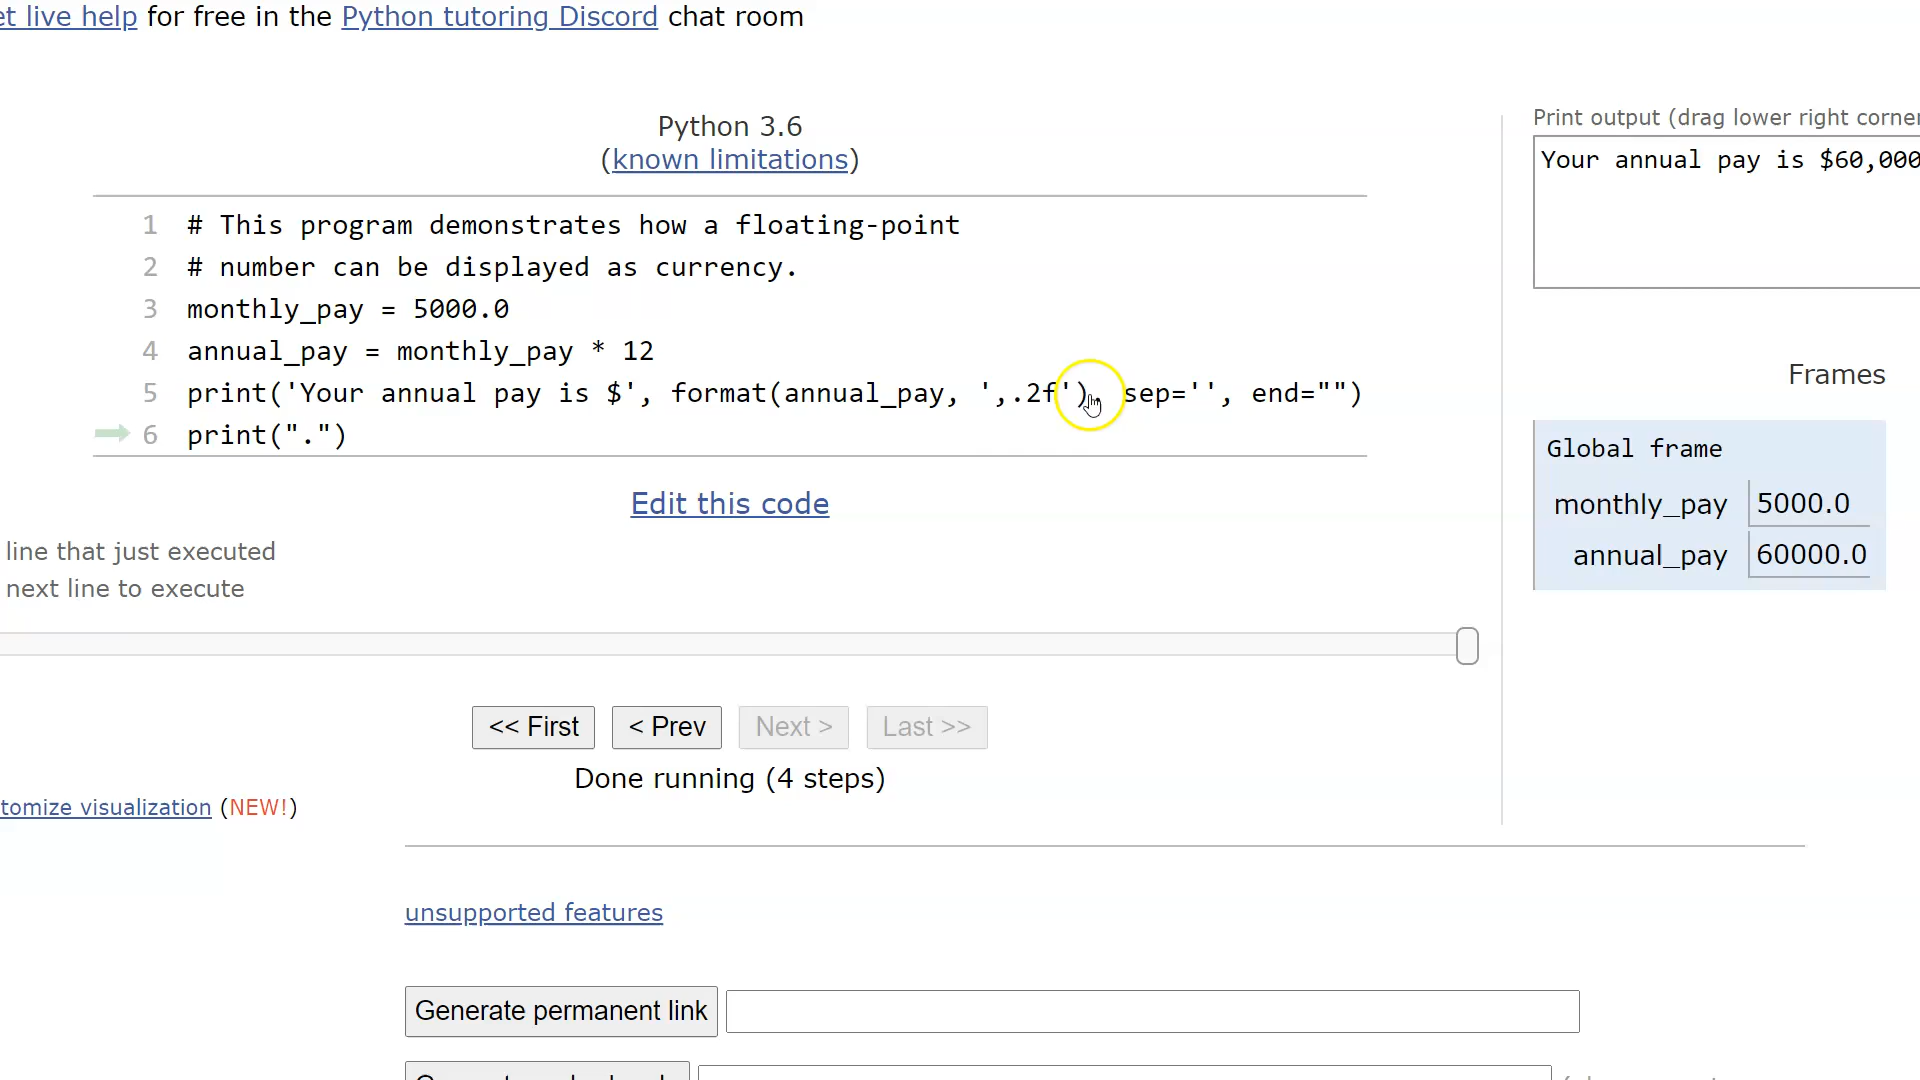 et live help for free in the Python tutoring Discord chat room
Python 3.6
(known limitations)
1 # This program demonstrates how a floating-point
2 # number can be displayed as currency.
3 monthly_pay = 5000.0
4 annual_pay = monthly_pay * 12
5 print('Your annual pay is $', format(annual_pay, ',.2f'), sep='', end="")
6 print(".")
Edit this code
line that just executed
next line to execute
<< First < Prev Next > Last >>
Done running (4 steps)
tomize visualization (NEW!)
Print output (drag lower right corner
Your annual pay is $60,000
Frames
Global frame
monthly_pay 5000.0
annual_pay 60000.0
unsupported features
Generate permanent link